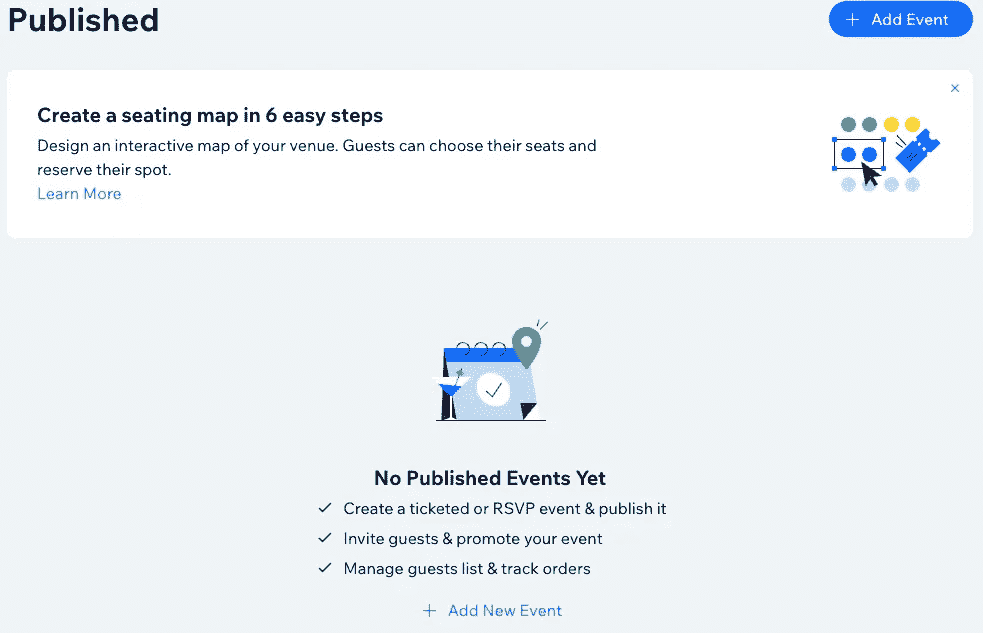 Published
+ Add Event
Create a seating map in 6 easy steps
Design an interactive map of your venue. Guests can choose their seats and
reserve their spot.
Learn More
No Published Events Yet
Create a ticketed or RSVP event & publish it
Invite guests & promote your event
Manage guests list & track orders
+ Add New Event